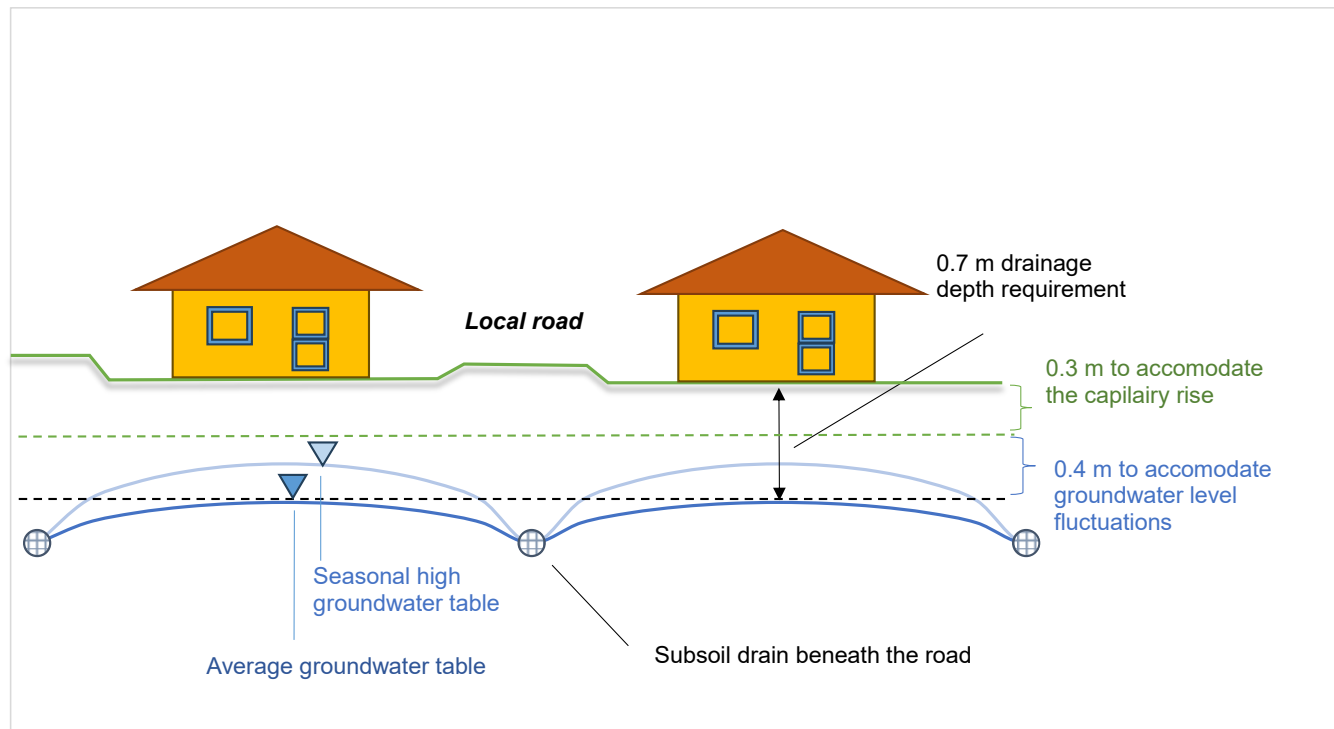 0.7 m drainage
depth requirement
Local road
0.3 m to accomodate
the capilairy rise
0.4 m to accomodate
groundwater level
fluctuations
Seasonal high
groundwater table
Subsoil drain beneath the road
Average groundwater table